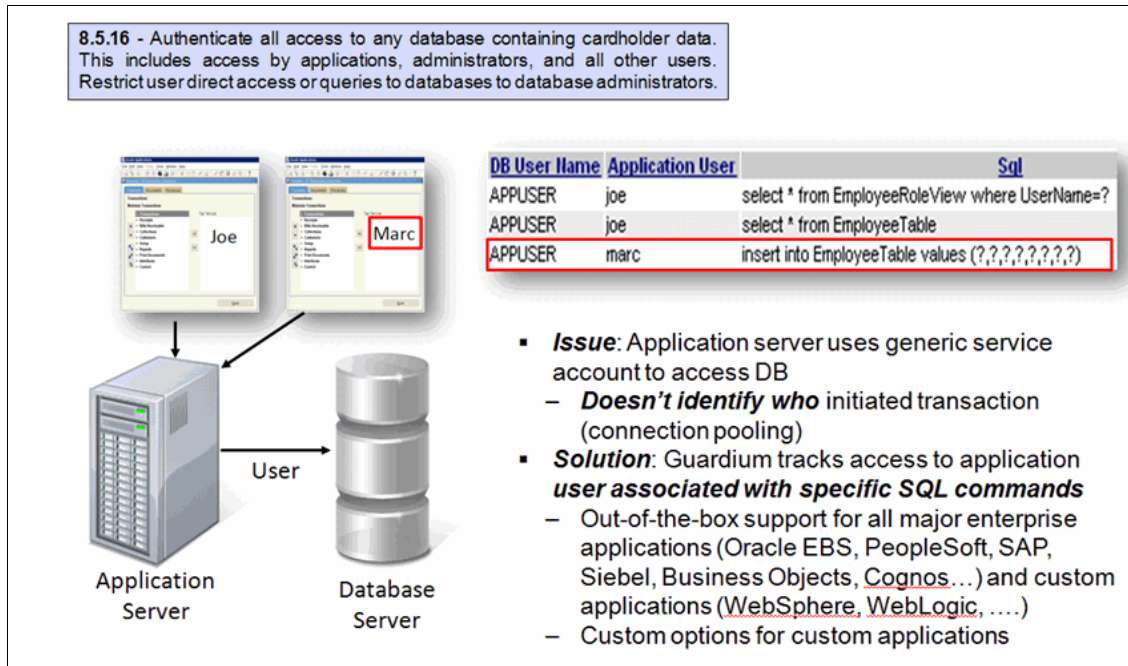 8.5.16 - Authenticate all access to any database containing cardholder data.
This includes access by applications, administrators, and all other users.
Restrict user direct access or queries to databases to database administrators.
Joe
Marc
DB User Name Application User Sql
APPUSER joe select * from EmployeeRoleView where UserName=?
APPUSER joe select * from EmployeeTable
APPUSER marc insert into EmployeeTable values (?,?,?,?,?,?,?,?)
User
Application
Server
Database
Server
▪ Issue: Application server uses generic service
account to access DB
– Doesn't identify who initiated transaction
(connection pooling)
▪ Solution: Guardium tracks access to application
user associated with specific SQL commands
– Out-of-the-box support for all major enterprise
applications (Oracle EBS, PeopleSoft, SAP,
Siebel, Business Objects, Cognos…) and custom
applications (WebSphere, WebLogic, ….)
– Custom options for custom applications